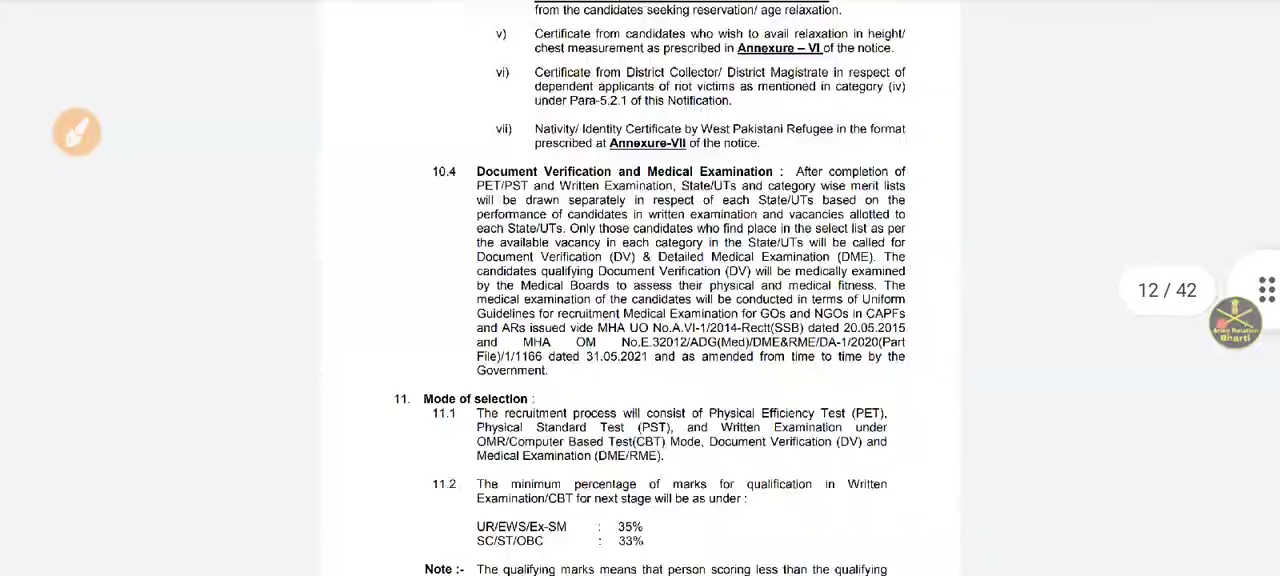 from the candidates seeking reservation/ age relaxation.
v) Certificate from candidates who wish to avail relaxation in height/
chest measurement as prescribed in Annexure – VI of the notice.
vi) Certificate from District Collector/ District Magistrate in respect of
dependent applicants of riot victims as mentioned in category (iv)
under Para-5.2.1 of this Notification.
vii) Nativity/ Identity Certificate by West Pakistani Refugee in the format
prescribed at Annexure-VII of the notice.
10.4 Document Verification and Medical Examination : After completion of
PET/PST and Written Examination, State/UTs and category wise merit lists
will be drawn separately in respect of each State/UTs based on the
performance of candidates in written examination and vacancies allotted to
each State/UTs. Only those candidates who find place in the select list as per
the available vacancy in each category in the State/UTs will be called for
Document Verification (DV) & Detailed Medical Examination (DME). The
candidates qualifying Document Verification (DV) will be medically examined
by the Medical Boards to assess their physical and medical fitness. The
medical examination of the candidates will be conducted in terms of Uniform
Guidelines for recruitment Medical Examination for GOs and NGOs in CAPFs
and ARs issued vide MHA UO No.A.VI-1/2014-Rectt(SSB) dated 20.05.2015
and MHA OM No.E.32012/ADG(Med)/DME&RME/DA-1/2020(Part
File)/1/1166 dated 31.05.2021 and as amended from time to time by the
Government.
12 / 42
Bharti
11. Mode of selection :
11.1 The recruitment process will consist of Physical Efficiency Test (PET),
Physical Standard Test (PST), and Written Examination under
OMR/Computer Based Test(CBT) Mode, Document Verification (DV) and
Medical Examination (DME/RME).
11.2 The minimum percentage of marks for qualification in Written
Examination/CBT for next stage will be as under :
UR/EWS/Ex-SM : 35%
SC/ST/OBC : 33%
Note :- The qualifying marks means that person scoring less than the qualifying